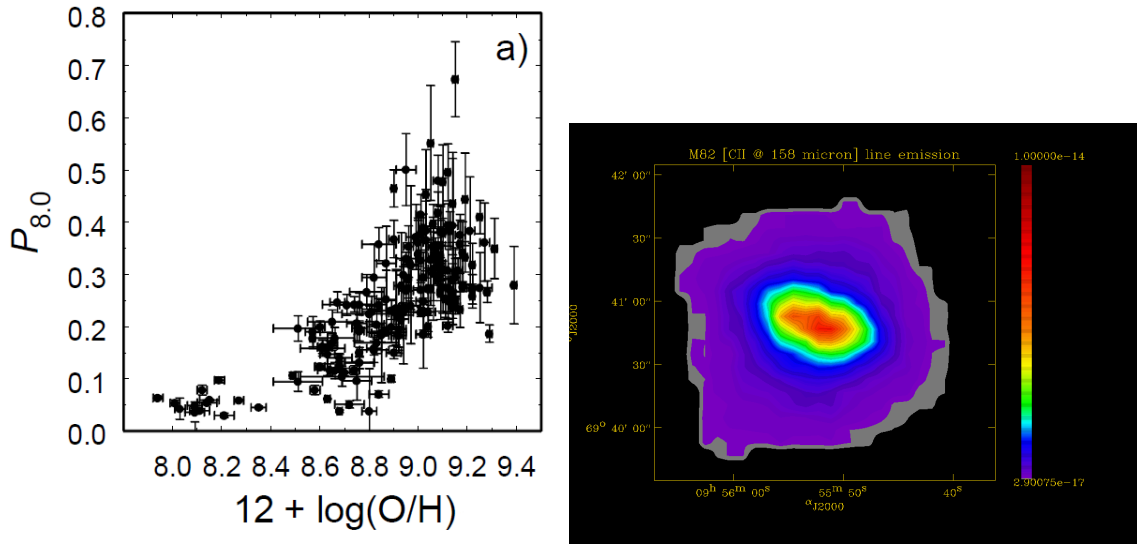 a)
0.8
0.7
0.6
0.5
0.4
0.3
0.2
0.1
0.0
P8.0
8.0 8.2 8.4 8.6 8.8 9.0 9.2 9.4
12 + log(O/H)
M82 [CII @ 158 micron] line emission
1.00000e-14
42' 00"
30"
41' 00"
30"
69° 40' 00"
J2000
09h 56m 00s 55m 50s 40s
αJ2000
2.90075e-17